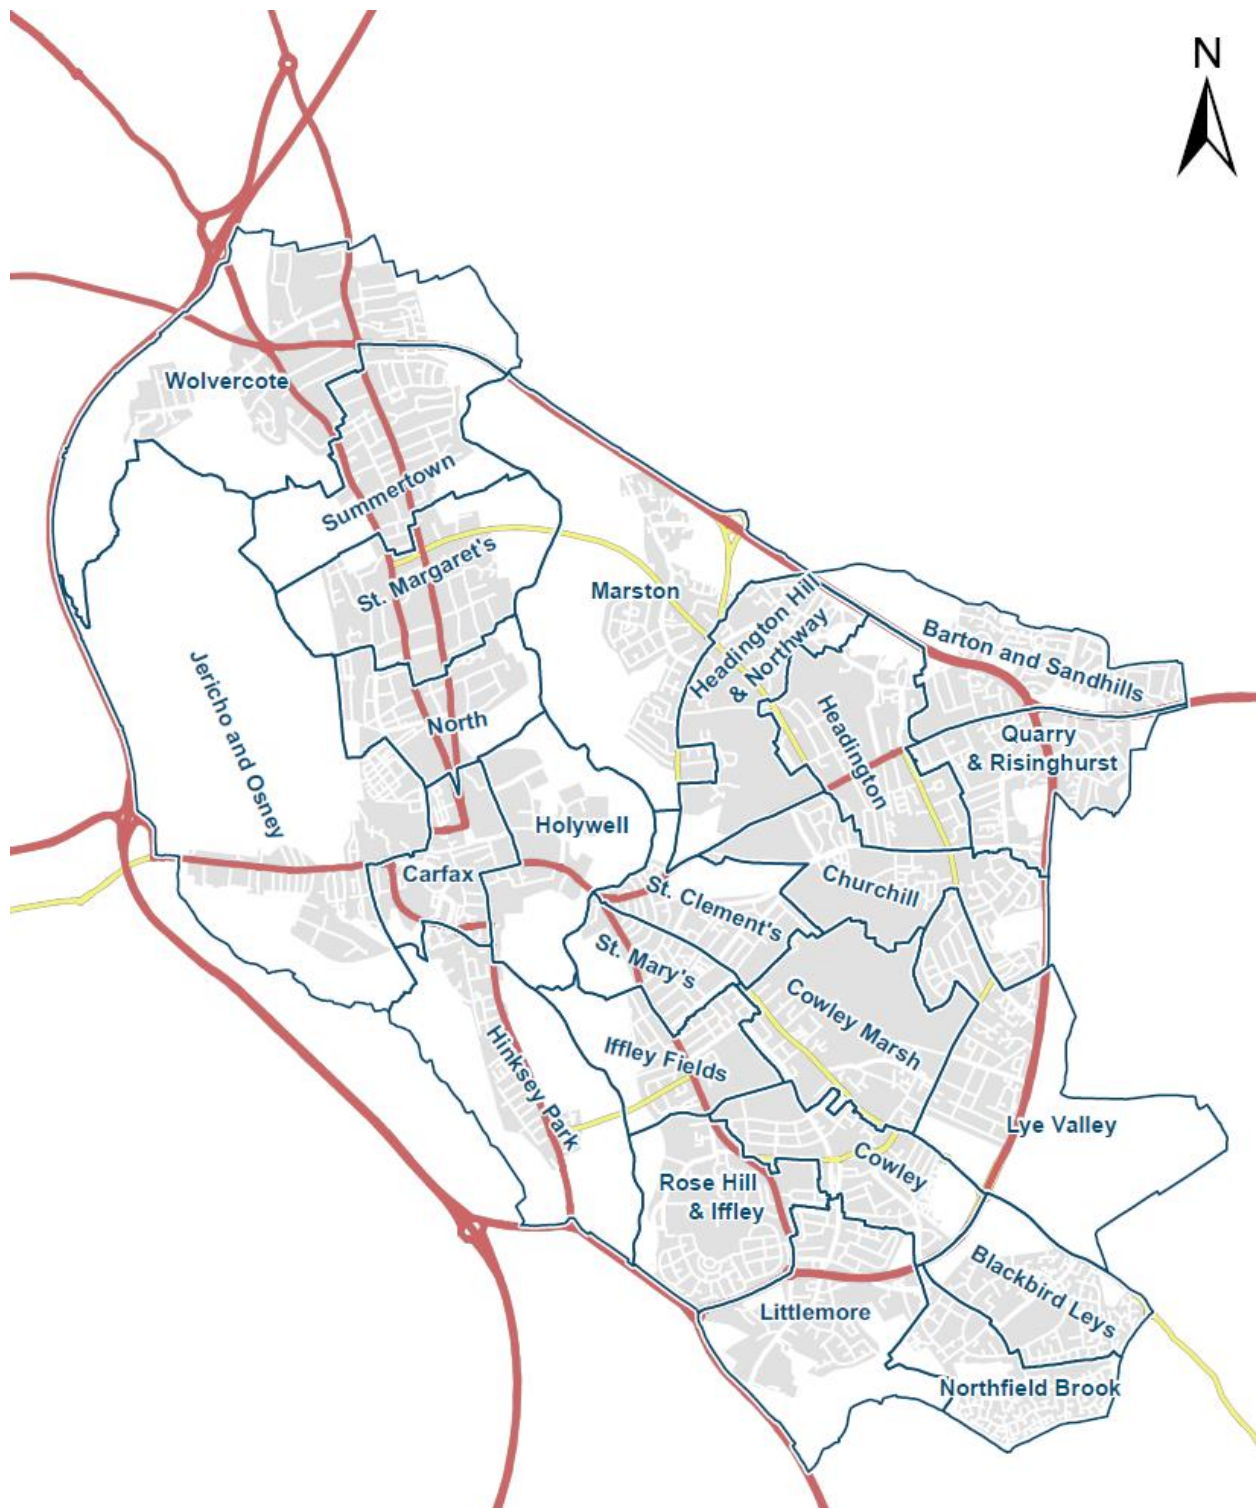 N
Wolvercote
Summertown
St. Margaret's
Marston
Headington Hill
& Northway
Barton and Sandhills
Jericho and Osney
North
Headington
Quarry
& Risinghurst
Holywell
Carfax
St. Clement's
Churchill
St. Mary's
Cowley Marsh
Hinksey Park
Iffley Fields
Lye Valley
Cowley
Rose Hill
& Iffley
Blackbird Leys
Littlemore
Northfield Brook